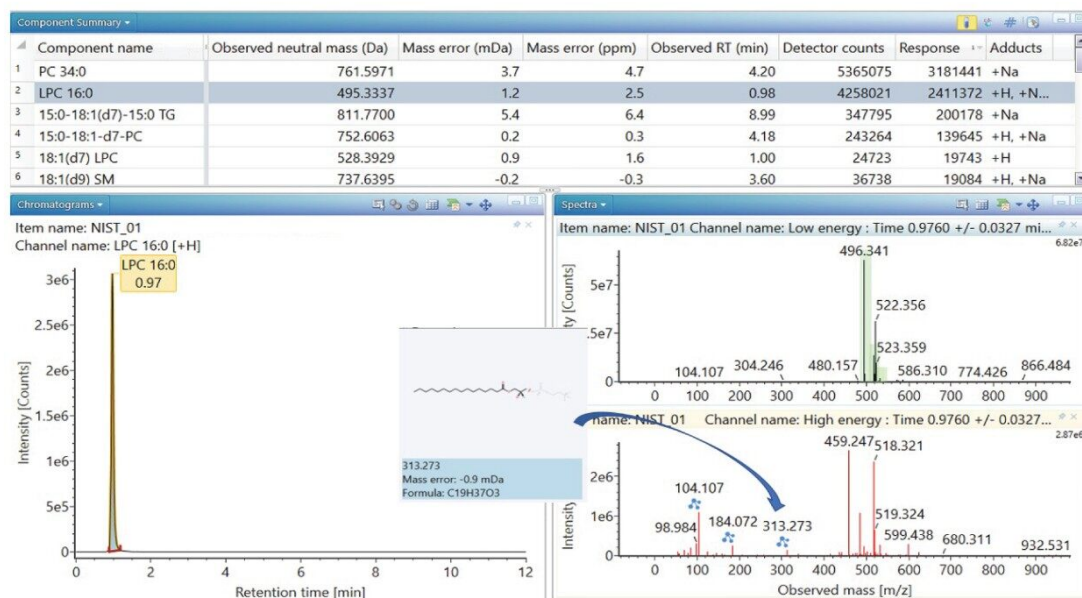 Component Summary
Component name Observed neutral mass (Da) Mass error (mDa) Mass error (ppm) Observed RT (min) Detector counts Response Adducts
1 PC 34:0 761.5971 3.7 4.7 4.20 5365075 3181441 +Na
2 LPC 16:0 495.3337 1.2 2.5 0.98 4258021 2411372 +H, +N...
3 15:0-18:1(d7)-15:0 TG 811.7700 5.4 6.4 8.99 347795 200178 +Na
4 15:0-18:1-d7-PC 752.6063 0.2 0.3 4.18 243264 139645 +H, +Na
5 18:1(d7) LPC 528.3929 0.9 1.6 1.00 24723 19743 +H
6 18:1(d9) SM 737.6395 -0.2 -0.3 3.60 36738 19084 +H, +Na
Chromatograms
Item name: NIST_01
Channel name: LPC 16:0 [+H]
LPC 16:0
0.97
3e6
2.5e6
2e6
1.5e6
1e6
5e5
0
Intensity [Counts]
0 2 4 6 8 10 12
Retention time [min]
313.273
Mass error: -0.9 mDa
Formula: C19H37O3
Spectra
Item name: NIST_01 Channel name: Low energy : Time 0.9760 +/- 0.0327 mi...
6.82e7
496.341
5e7
522.356
.5e7
523.359
104.107 304.246 480.157 586.310 774.426 866.484
0
[Counts]
0 100 200 300 400 500 600 700 800 900
name: NIST_01 Channel name: High energy : Time 0.9760 +/- 0.0327...
2.87e6
459.247 518.321
2e6
104.107
1e6
98.984 184.072 313.273 519.324
599.438 680.311 932.531
0
Intensity [Counts]
0 100 200 300 400 500 600 700 800 900
Observed mass [m/z]